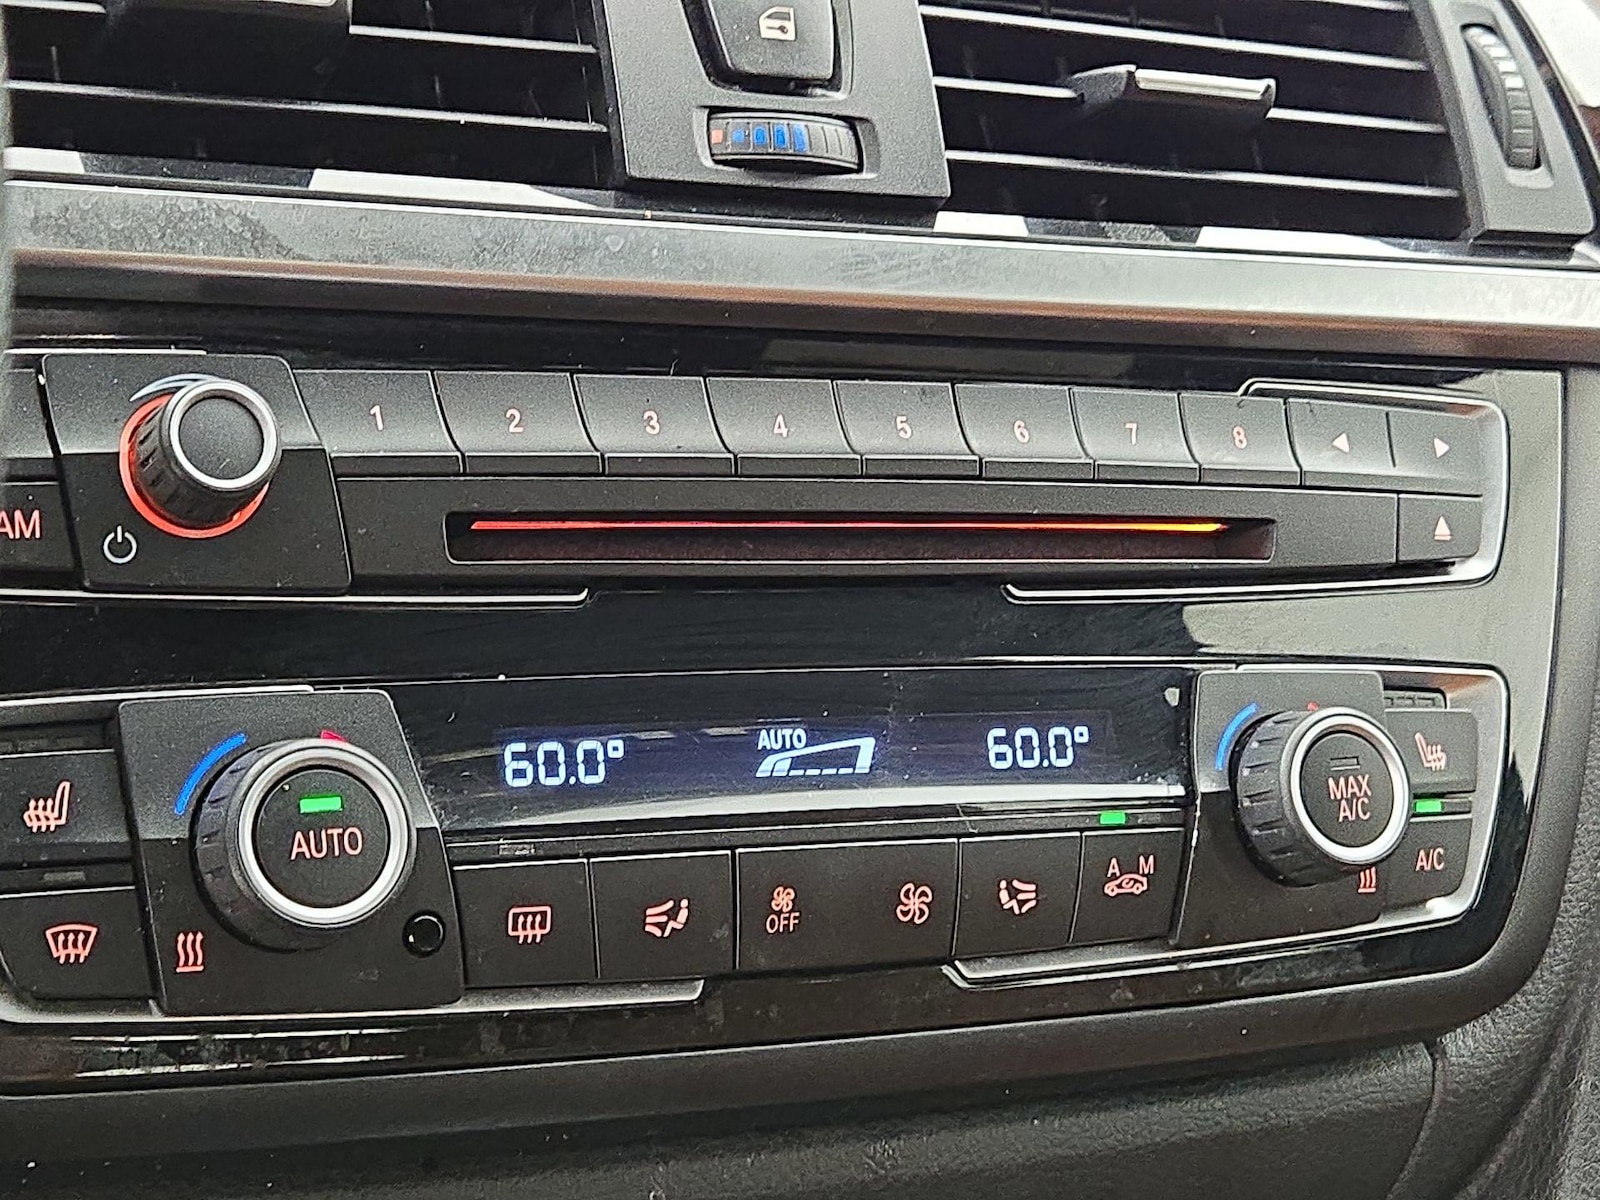 1 2 3 4 5 6 7 8
AM
60.0° AUTO 60.0°
MAX
A/C
AUTO
A/C
A M
OFF